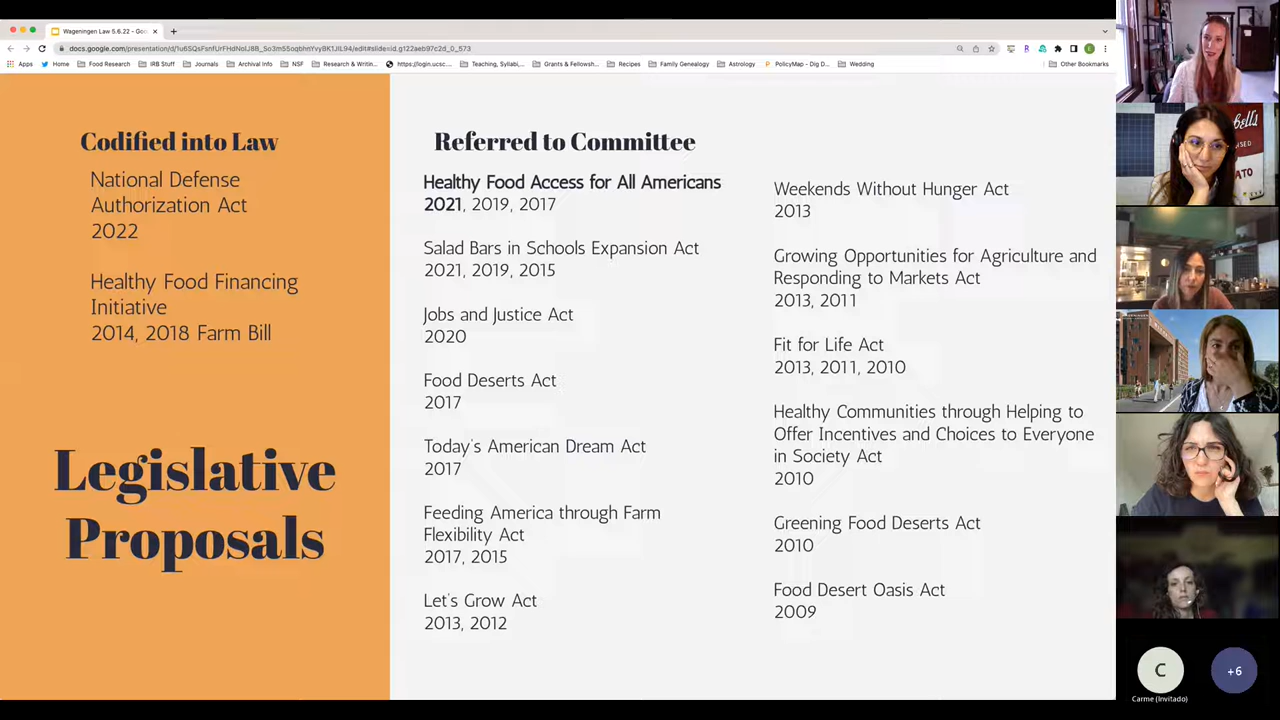 Wageningen Law 5.6.22 - Goo
docs.google.com/presentation/d/
Apps
Home
Food Research
IRB Stuff
Journals
Archival Info
NSF
Research & Writin...
https://login.ucsc....
Teaching, Syllabi,...
Grants & Fellowsh...
Recipes
Family Genealogy
Astrology
PolicyMap - Dig D...
Wedding
Other Bookmarks
Codified into Law
National Defense
Authorization Act
2022
Healthy Food Financing
Initiative
2014, 2018 Farm Bill
Legislative
Proposals
Referred to Committee
Healthy Food Access for All Americans
2021, 2019, 2017
Salad Bars in Schools Expansion Act
2021, 2019, 2015
Jobs and Justice Act
2020
Food Deserts Act
2017
Today's American Dream Act
2017
Feeding America through Farm
Flexibility Act
2017, 2015
Let's Grow Act
2013, 2012
Weekends Without Hunger Act
2013
Growing Opportunities for Agriculture and
Responding to Markets Act
2013, 2011
Fit for Life Act
2013, 2011, 2010
Healthy Communities through Helping to
Offer Incentives and Choices to Everyone
in Society Act
2010
Greening Food Deserts Act
2010
Food Desert Oasis Act
2009
C
+6
Carme (Invitado)